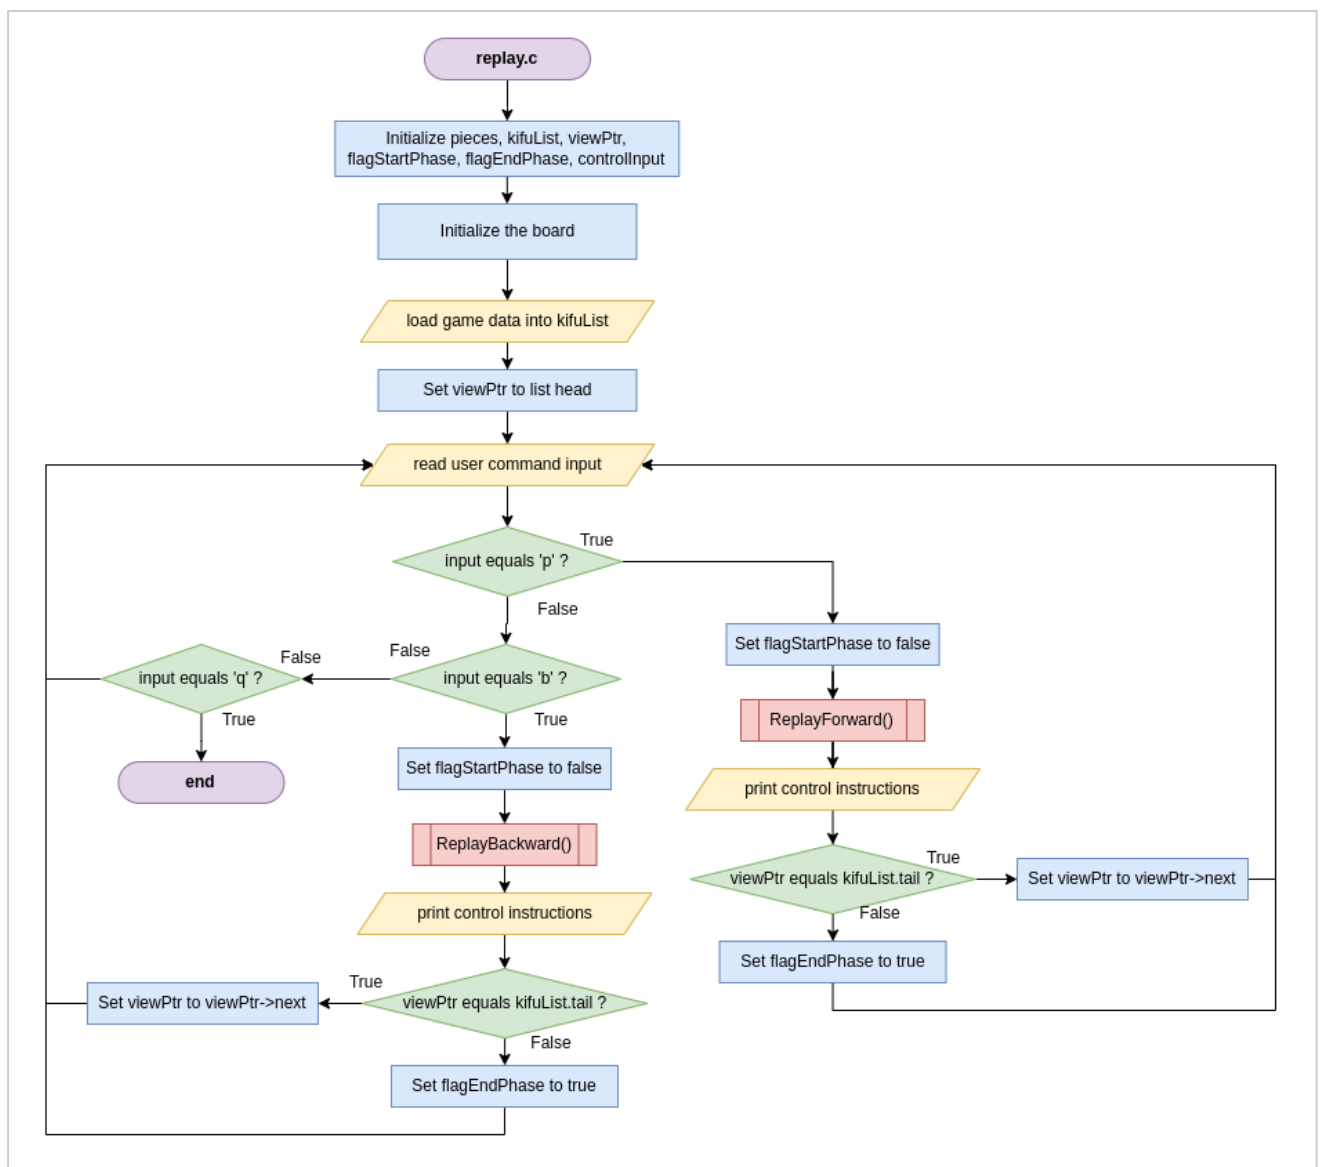 replay.c
Initialize pieces, kifuList, viewPtr,
flagStartPhase, flagEndPhase, controlInput
Initialize the board
load game data into kifuList
Set viewPtr to list head
read user command input
input equals 'p' ?
True
False
Set flagStartPhase to false
ReplayForward()
print control instructions
viewPtr equals kifuList.tail ?
True
Set viewPtr to viewPtr->next
False
Set flagEndPhase to true
input equals 'b' ?
False
input equals 'q' ?
False
True
end
True
Set flagStartPhase to false
ReplayBackward()
print control instructions
viewPtr equals kifuList.tail ?
True
Set viewPtr to viewPtr->next
False
Set flagEndPhase to true